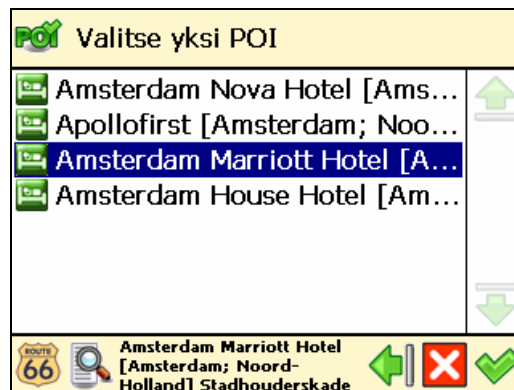 POI Valitse yksi POI
Amsterdam Nova Hotel [Ams...
Apollofirst [Amsterdam; Noo...
Amsterdam Marriott Hotel [A...
Amsterdam House Hotel [Am...
ROUTE
66
Amsterdam Marriott Hotel
[Amsterdam; Noord-
Holland] Stadhouderskade